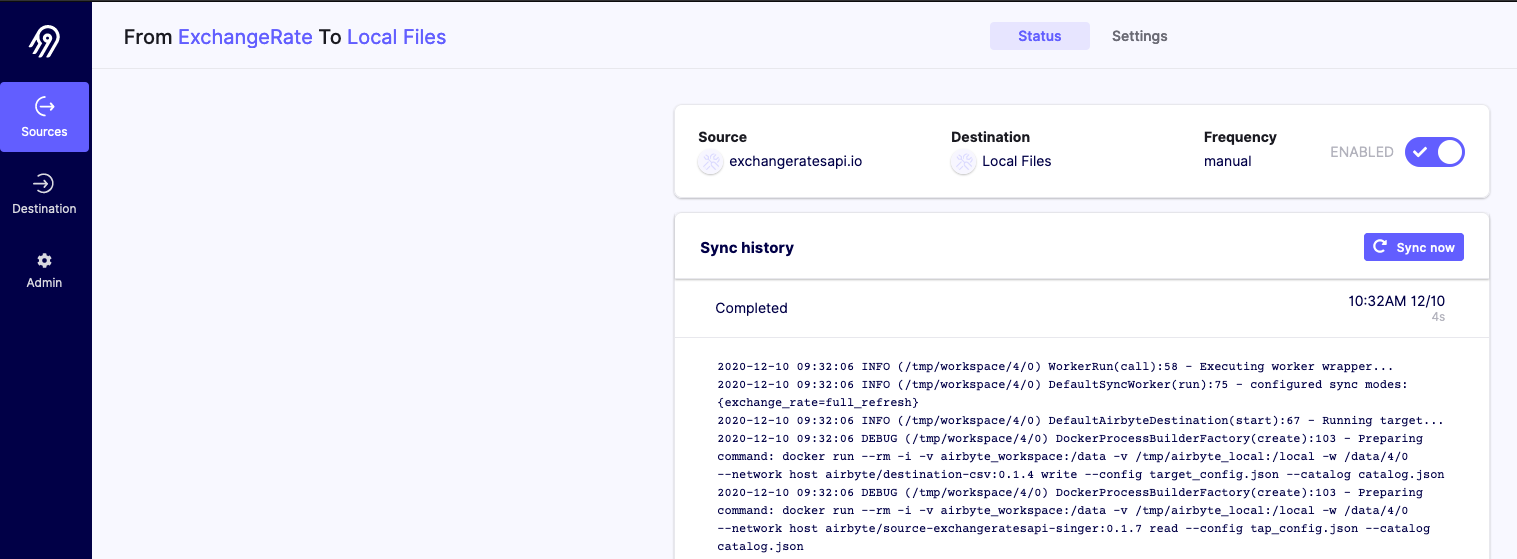 From ExchangeRate To Local Files
Status
Settings
Sources
Destination
Admin
Source
exchangeratesapi.io
Destination
Local Files
Frequency
manual
ENABLED
Sync history
Sync now
Completed
10:32AM 12/10
4s
2020-12-10 09:32:06 INFO (/tmp/workspace/4/0) WorkerRun(call):58 - Executing worker wrapper...
2020-12-10 09:32:06 INFO (/tmp/workspace/4/0) DefaultSyncWorker(run):75 - configured sync modes:
{exchange_rate=full_refresh}
2020-12-10 09:32:06 INFO (/tmp/workspace/4/0) DefaultAirbyteDestination(start):67 - Running target...
2020-12-10 09:32:06 DEBUG (/tmp/workspace/4/0) DockerProcessBuilderFactory(create):103 - Preparing
command: docker run --rm -i -v airbyte_workspace:/data -v /tmp/airbyte_local:/local -w /data/4/0
--network host airbyte/destination-csv:0.1.4 write --config target_config.json --catalog catalog.json
2020-12-10 09:32:06 DEBUG (/tmp/workspace/4/0) DockerProcessBuilderFactory(create):103 - Preparing
command: docker run --rm -i -v airbyte_workspace:/data -v /tmp/airbyte_local:/local -w /data/4/0
--network host airbyte/source-exchangeratesapi-singer:0.1.7 read --config tap_config.json --catalog
catalog.json